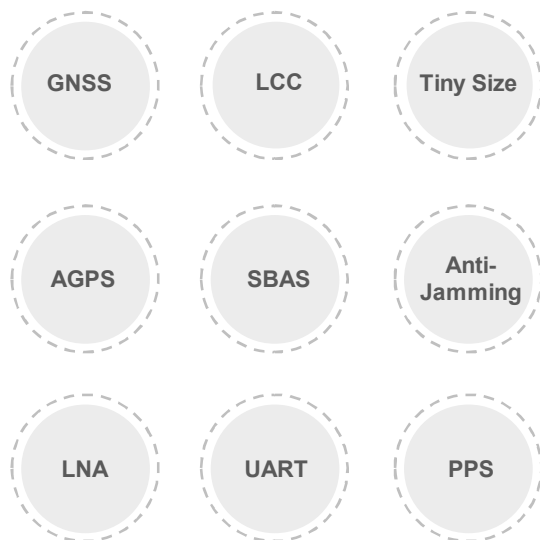 GNSS
LCC
Tiny Size
AGPS
SBAS
Anti-
Jamming
LNA
UART
PPS